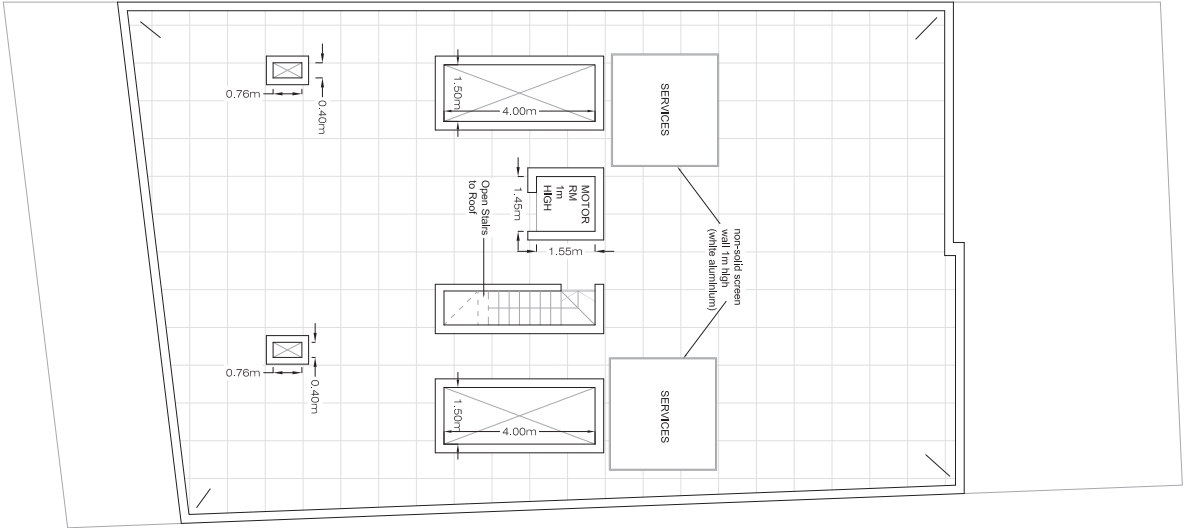 0.76m
0.40m
1.50m
4.00m
SERVICES
Open Stairs
to Roof
1.45m
MOTOR
RM
1m
HIGH
1.55m
non-solid screen
wall 1m high
(white aluminium)
0.76m
0.40m
1.50m
4.00m
SERVICES